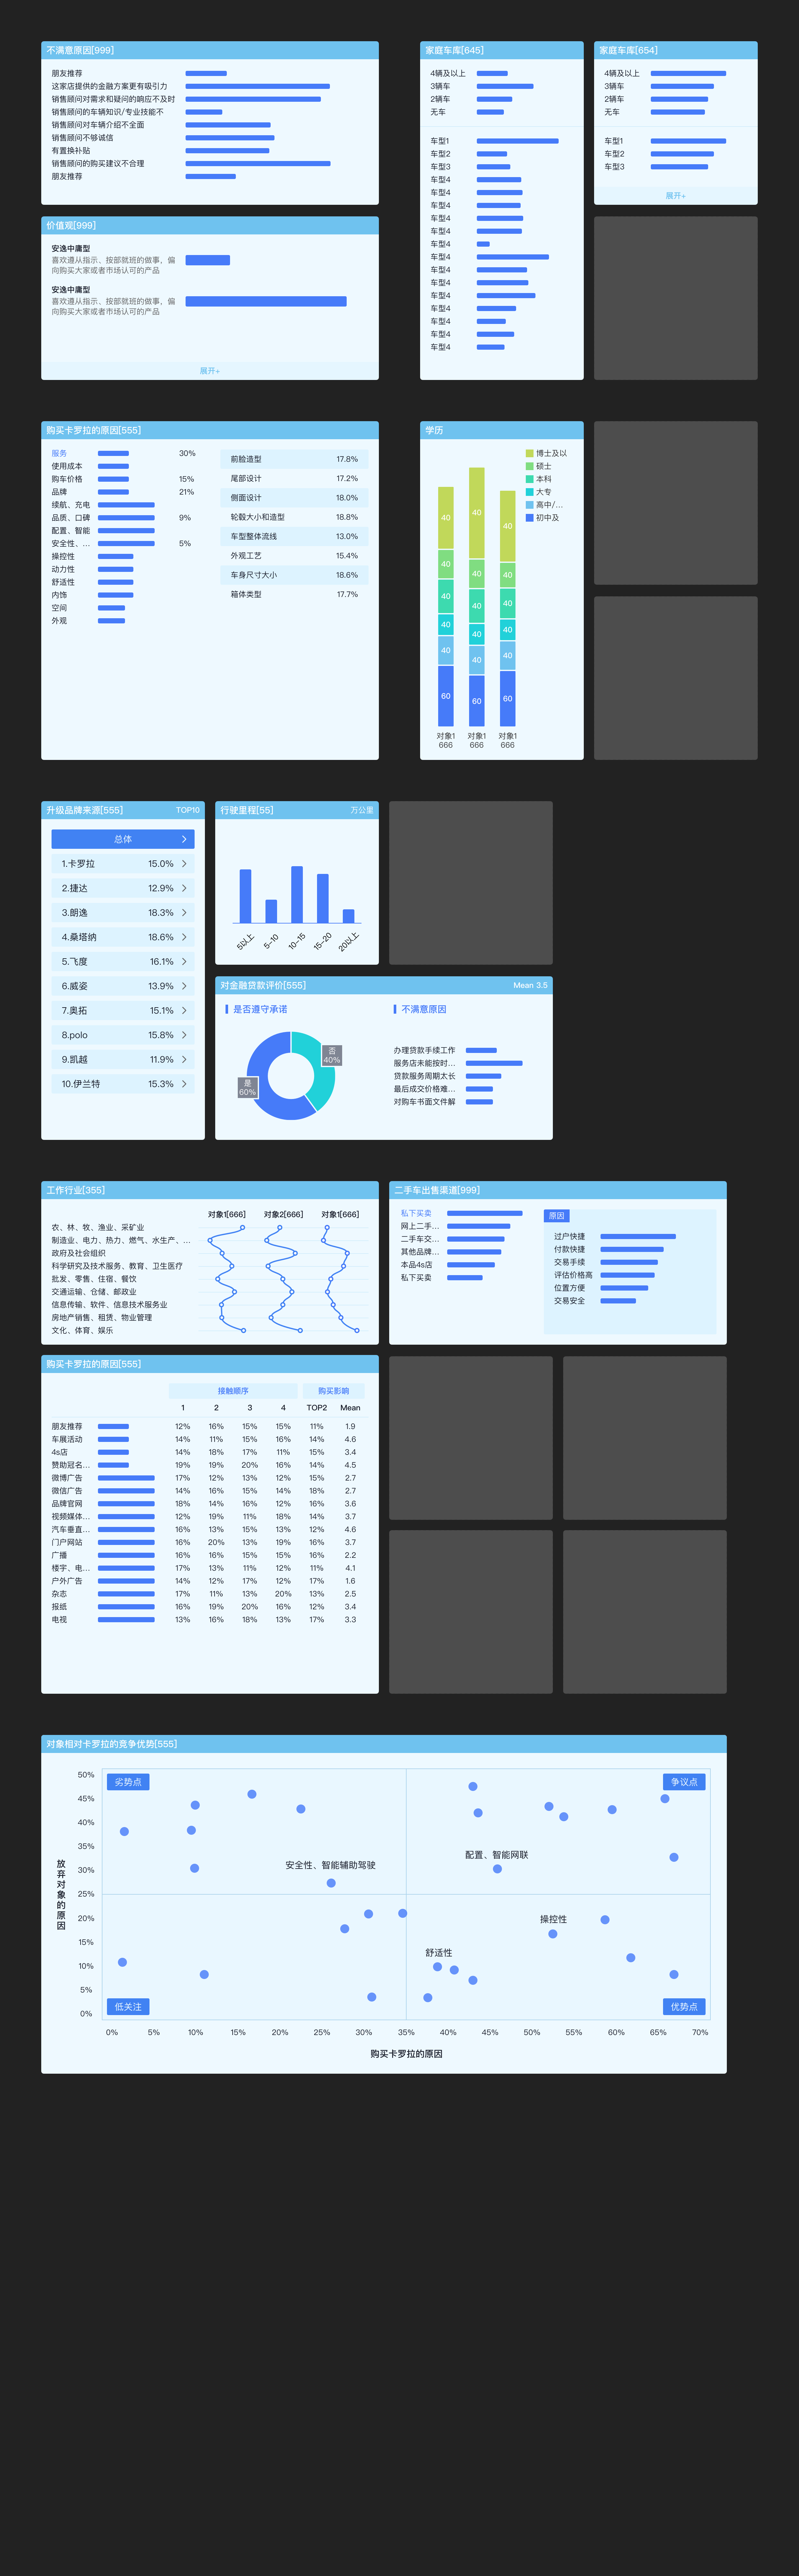 不满意原因[999]
朋友推荐
这家店提供的金融方案更有吸引力
销售顾问对需求和疑问的响应不及时
销售顾问的车辆知识/专业技能不
销售顾问对车辆介绍不全面
销售顾问不够诚信
有置换补贴
销售顾问的购买建议不合理
朋友推荐
家庭车库[645]
4辆及以上
3辆车
2辆车
无车
车型1
车型2
车型3
车型4
车型4
车型4
车型4
车型4
车型4
车型4
车型4
车型4
车型4
车型4
车型4
车型4
车型4
家庭车库[654]
4辆及以上
3辆车
2辆车
无车
车型1
车型2
车型3
展开+
价值观[999]
安逸中庸型
喜欢遵从指示、按部就班的做事，偏
向购买大家或者市场认可的产品
安逸中庸型
喜欢遵从指示、按部就班的做事，偏
向购买大家或者市场认可的产品
展开+
购买卡罗拉的原因[555]
服务 30%
使用成本
购车价格 15%
品牌 21%
续航、充电
品质、口碑 9%
配置、智能
安全性、... 5%
操控性
动力性
舒适性
内饰
空间
外观
前脸造型 17.8%
尾部设计 17.2%
侧面设计 18.0%
轮毂大小和造型 18.8%
车型整体流线 13.0%
外观工艺 15.4%
车身尺寸大小 18.6%
箱体类型 17.7%
学历
博士及以
硕士
本科
大专
高中/...
初中及
40 40 40
40 40 40
40 40 40
40 40 40
40 40 40
60 60 60
对象1 对象1 对象1
666 666 666
升级品牌来源[555] TOP10
总体
1.卡罗拉 15.0%
2.捷达 12.9%
3.朗逸 18.3%
4.桑塔纳 18.6%
5.飞度 16.1%
6.威姿 13.9%
7.奥拓 15.1%
8.polo 15.8%
9.凯越 11.9%
10.伊兰特 15.3%
行驶里程[55] 万公里
5以上 5-10 10-15 15-20 20以上
对金融贷款评价[555] Mean 3.5
是否遵守承诺
否
40%
是
60%
不满意原因
办理贷款手续工作
服务店未能按时...
贷款服务周期太长
最后成交价格难...
对购车书面文件解
工作行业[355]
对象1[666] 对象2[666] 对象1[666]
农、林、牧、渔业、采矿业
制造业、电力、热力、燃气、水生产、...
政府及社会组织
科学研究及技术服务、教育、卫生医疗
批发、零售、住宿、餐饮
交通运输、仓储、邮政业
信息传输、软件、信息技术服务业
房地产销售、租赁、物业管理
文化、体育、娱乐
二手车出售渠道[999]
私下买卖
网上二手...
二手车交...
其他品牌...
本品4s店
私下买卖
原因
过户快捷
付款快捷
交易手续
评估价格高
位置方便
交易安全
购买卡罗拉的原因[555]
接触顺序 购买影响
1 2 3 4 TOP2 Mean
朋友推荐 12% 16% 15% 15% 11% 1.9
车展活动 14% 11% 15% 16% 14% 4.6
4s店 14% 18% 17% 11% 15% 3.4
赞助冠名... 19% 19% 20% 16% 14% 4.5
微博广告 17% 12% 13% 12% 15% 2.7
微信广告 14% 16% 15% 14% 18% 2.7
品牌官网 18% 14% 16% 12% 16% 3.6
视频媒体... 12% 19% 11% 18% 14% 3.7
汽车垂直... 16% 13% 15% 13% 12% 4.6
门户网站 16% 20% 13% 19% 16% 3.7
广播 16% 16% 15% 15% 16% 2.2
楼宇、电... 17% 13% 11% 12% 11% 4.1
户外广告 14% 12% 17% 12% 17% 1.6
杂志 17% 11% 13% 20% 13% 2.5
报纸 16% 19% 20% 16% 12% 3.4
电视 13% 16% 18% 13% 17% 3.3
对象相对卡罗拉的竞争优势[555]
放弃对象的原因
50%
45%
40%
35%
30%
25%
20%
15%
10%
5%
0%
劣势点
争议点
安全性、智能辅助驾驶
配置、智能网联
操控性
舒适性
低关注
优势点
0% 5% 10% 15% 20% 25% 30% 35% 40% 45% 50% 55% 60% 65% 70%
购买卡罗拉的原因